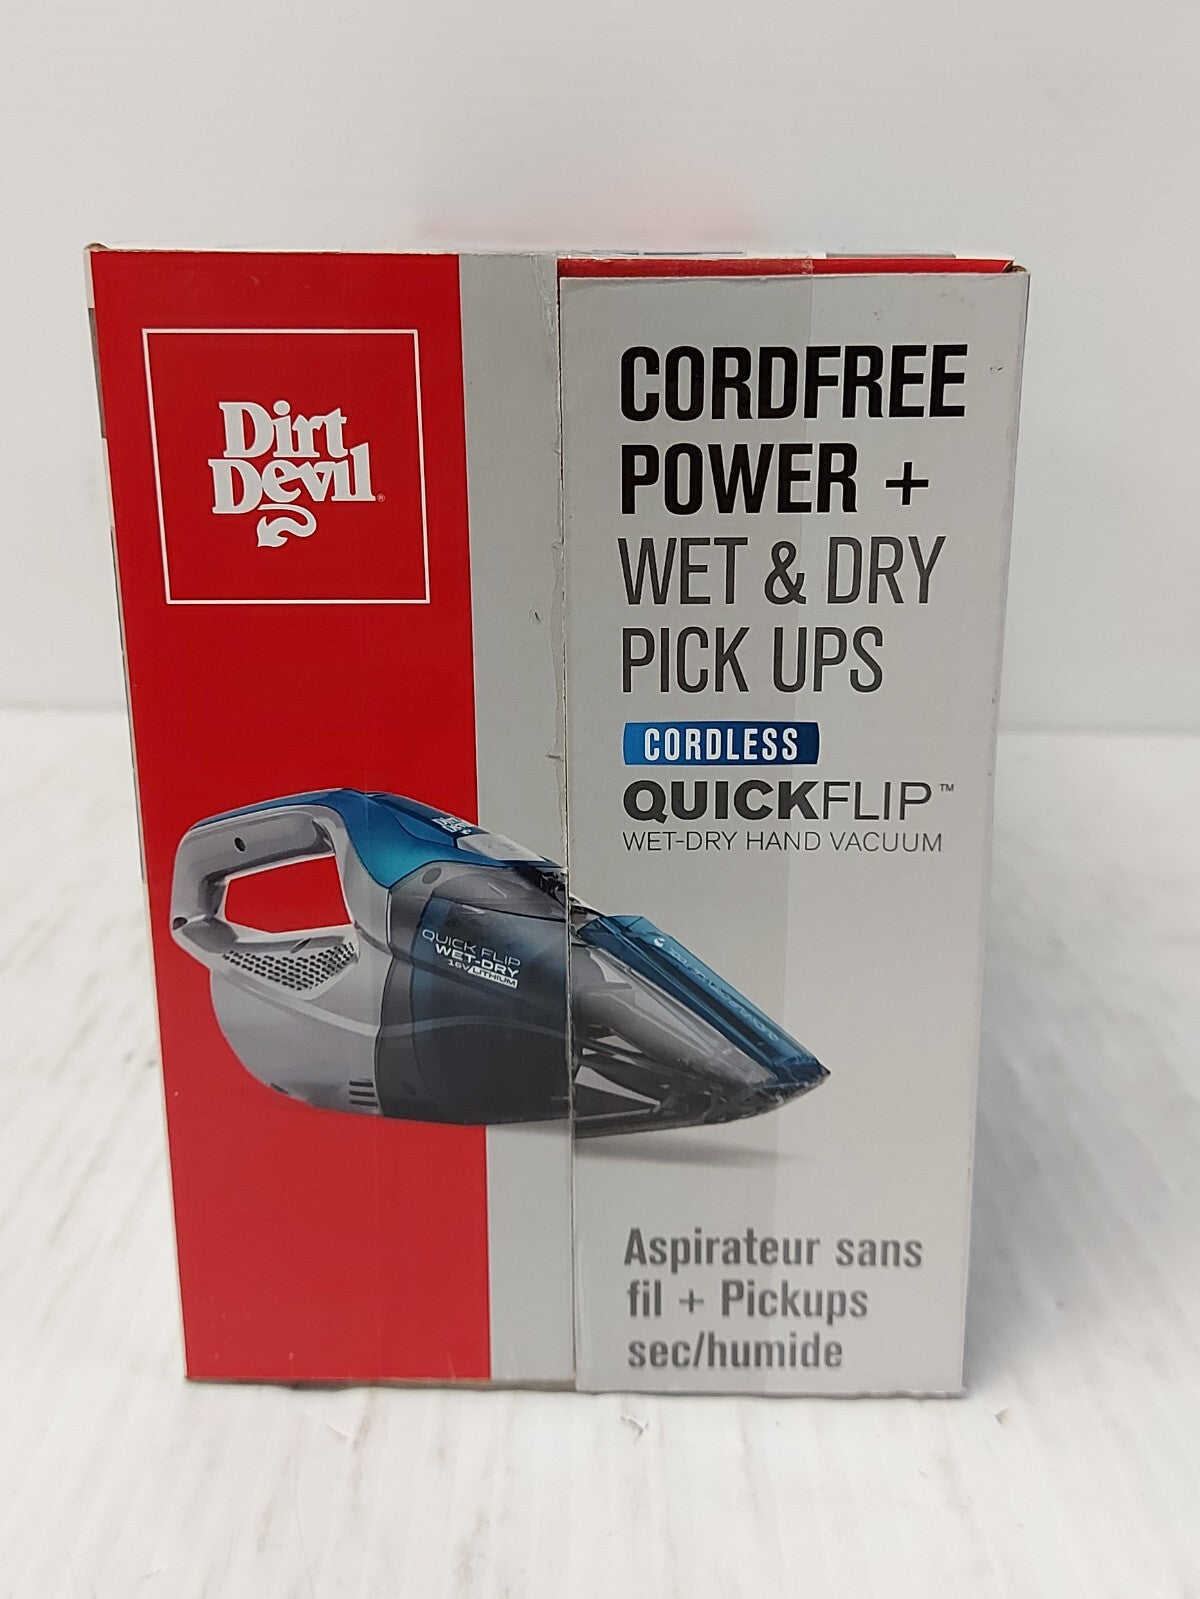 Dirt
Devil®
CORDFREE
POWER +
WET & DRY
PICK UPS
CORDLESS
QUICKFLIP™
WET-DRY HAND VACUUM
QUICK FLIP
WET-DRY
16V LITHIUM
Aspirateur sans
fil + Pickups
sec/humide